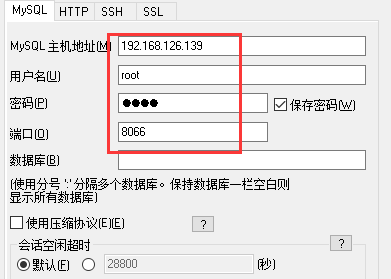 MySQL HTTP SSH SSL
MySQL 主机地址(M) 192.168.126.139
用户名(U) root
密码(P) ●●●● 保存密码(W)
端口(O) 8066
数据库(B)
(使用分号 ';' 分隔多个数据库。保持数据库一栏空白则
显示所有数据库)
使用压缩协议(E)(E) ?
会话空闲超时 ?
默认(F) 28800 (秒)